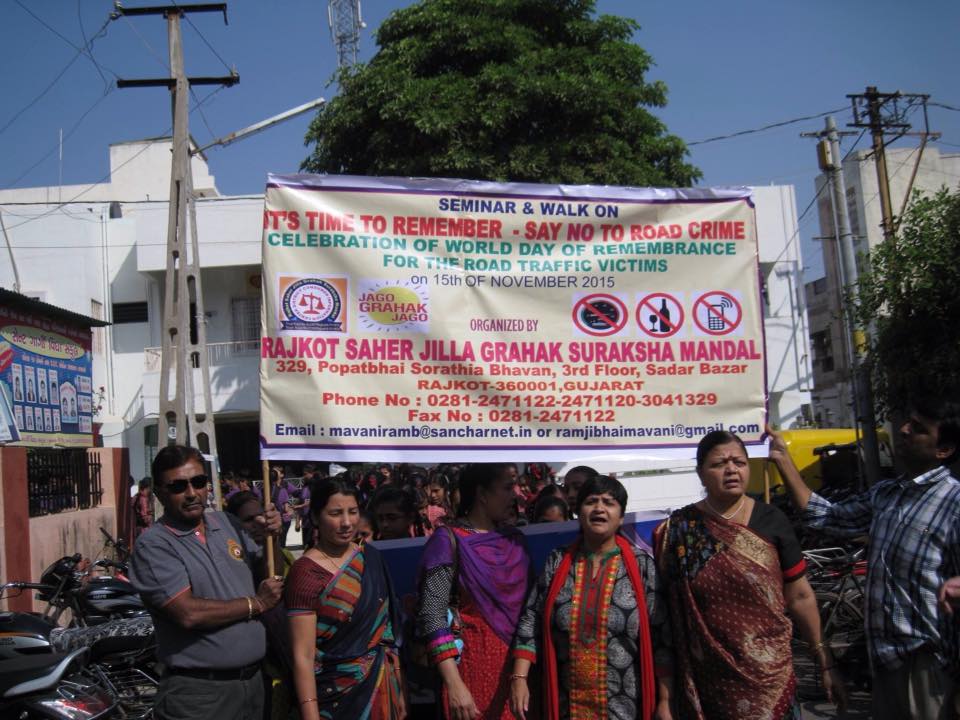 SEMINAR & WALK ON
IT'S TIME TO REMEMBER - SAY NO TO ROAD CRIME
CELEBRATION OF WORLD DAY OF REMEMBRANCE
FOR THE ROAD TRAFFIC VICTIMS
on 15th OF NOVEMBER 2015
JAGO
GRAHAK
JAGO
ORGANIZED BY
RAJKOT SAHER JILLA GRAHAK SURAKSHA MANDAL
329, Popatbhai Sorathia Bhavan, 3rd Floor, Sadar Bazar
RAJKOT-360001,GUJARAT
Phone No : 0281-2471122-2471120-3041329
Fax No : 0281-2471122
Email : mavaniramb@sancharnet.in or ramjibhaimavani@gmail.com